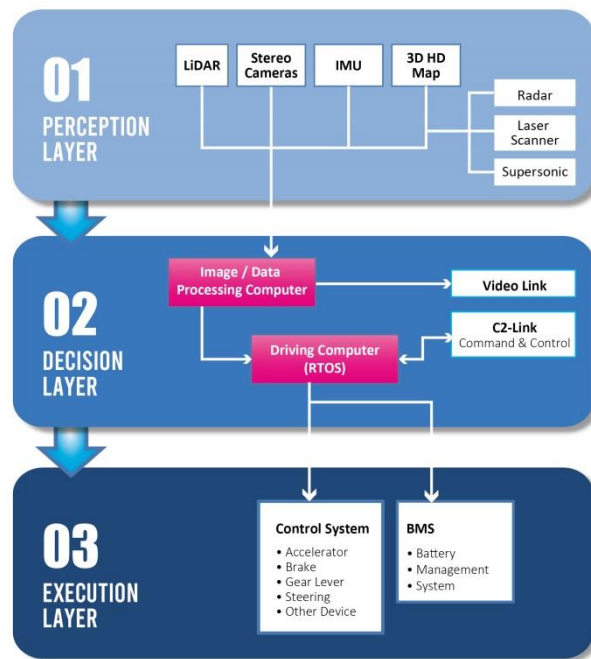 01
PERCEPTION
LAYER
LiDAR
Stereo
Cameras
IMU
3D HD
Map
Radar
Laser
Scanner
Supersonic
02
DECISION
LAYER
Image / Data
Processing Computer
Video Link
C2-Link
Command & Control
Driving Computer
(RTOS)
03
EXECUTION
LAYER
Control System
• Accelerator
• Brake
• Gear Lever
• Steering
• Other Device
BMS
• Battery
• Management
• System